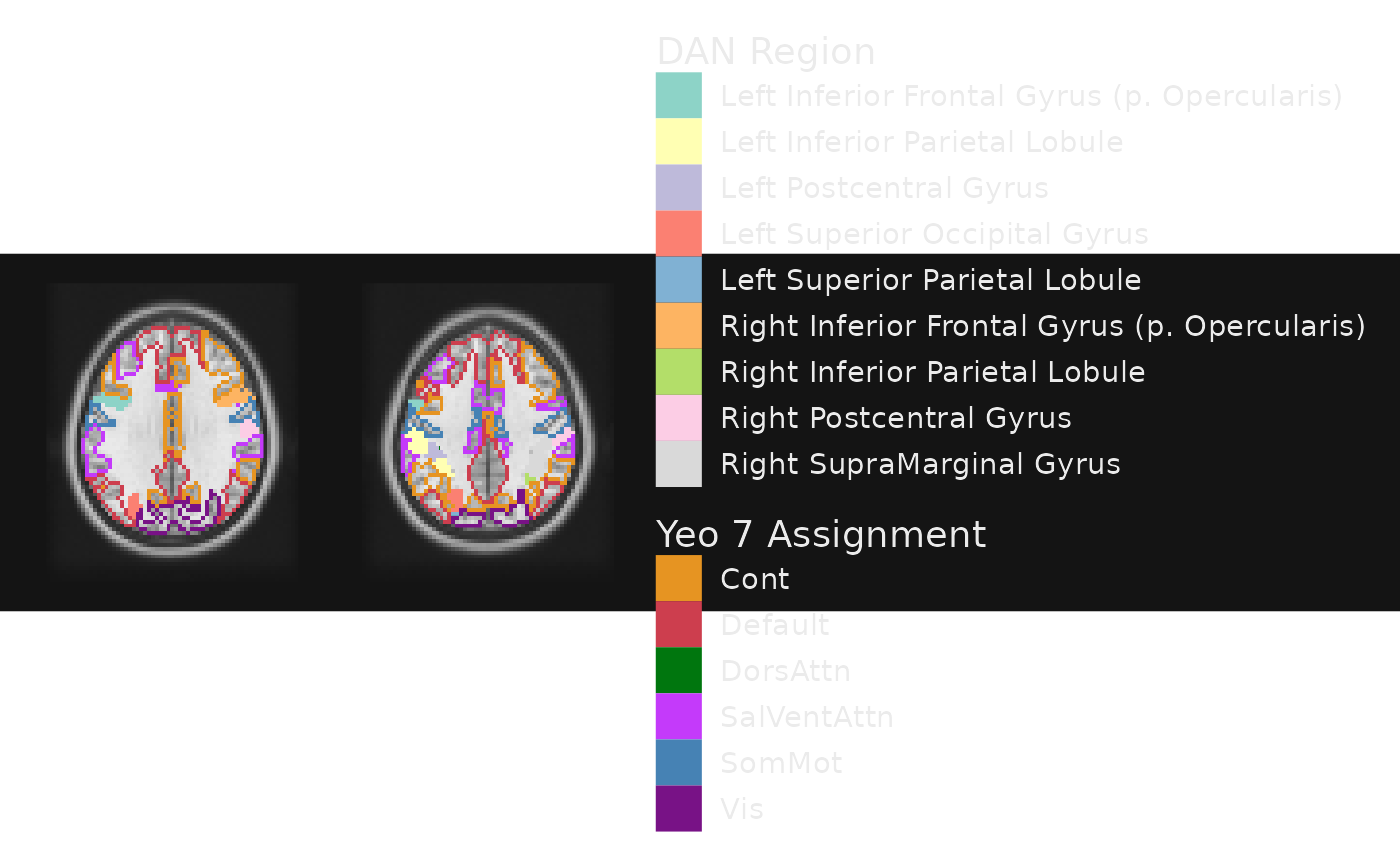 DAN Region
Left Inferior Frontal Gyrus (p. Opercularis)
Left Inferior Parietal Lobule
Left Postcentral Gyrus
Left Superior Occipital Gyrus
Left Superior Parietal Lobule
Right Inferior Frontal Gyrus (p. Opercularis)
Right Inferior Parietal Lobule
Right Postcentral Gyrus
Right SupraMarginal Gyrus
Yeo 7 Assignment
Cont
Default
DorsAttn
SalVentAttn
SomMot
Vis